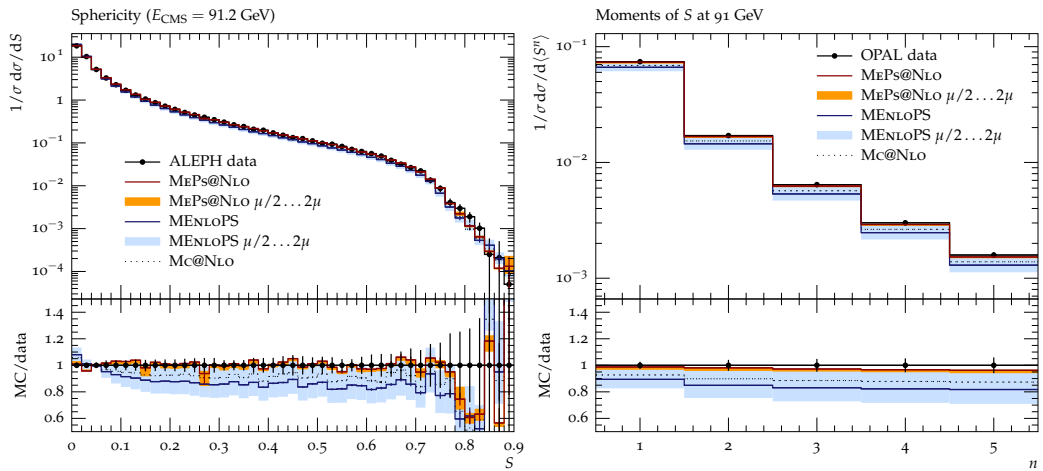 Sphericity (E_CMS = 91.2 GeV)
1/σ dσ/dS
10^1
1
10^−1
10^−2
10^−3
10^−4
ALEPH data
MEPS@NLO
MEPS@NLO μ/2...2μ
MENLOPS
MENLOPS μ/2...2μ
MC@NLO
MC/data
1.4
1.2
1
0.8
0.6
0 0.1 0.2 0.3 0.4 0.5 0.6 0.7 0.8 0.9
S
Moments of S at 91 GeV
1/σ dσ/d⟨S^n⟩
10^−1
10^−2
10^−3
OPAL data
MEPS@NLO
MEPS@NLO μ/2...2μ
MENLOPS
MENLOPS μ/2...2μ
MC@NLO
MC/data
1.4
1.2
1
0.8
0.6
1 2 3 4 5
n